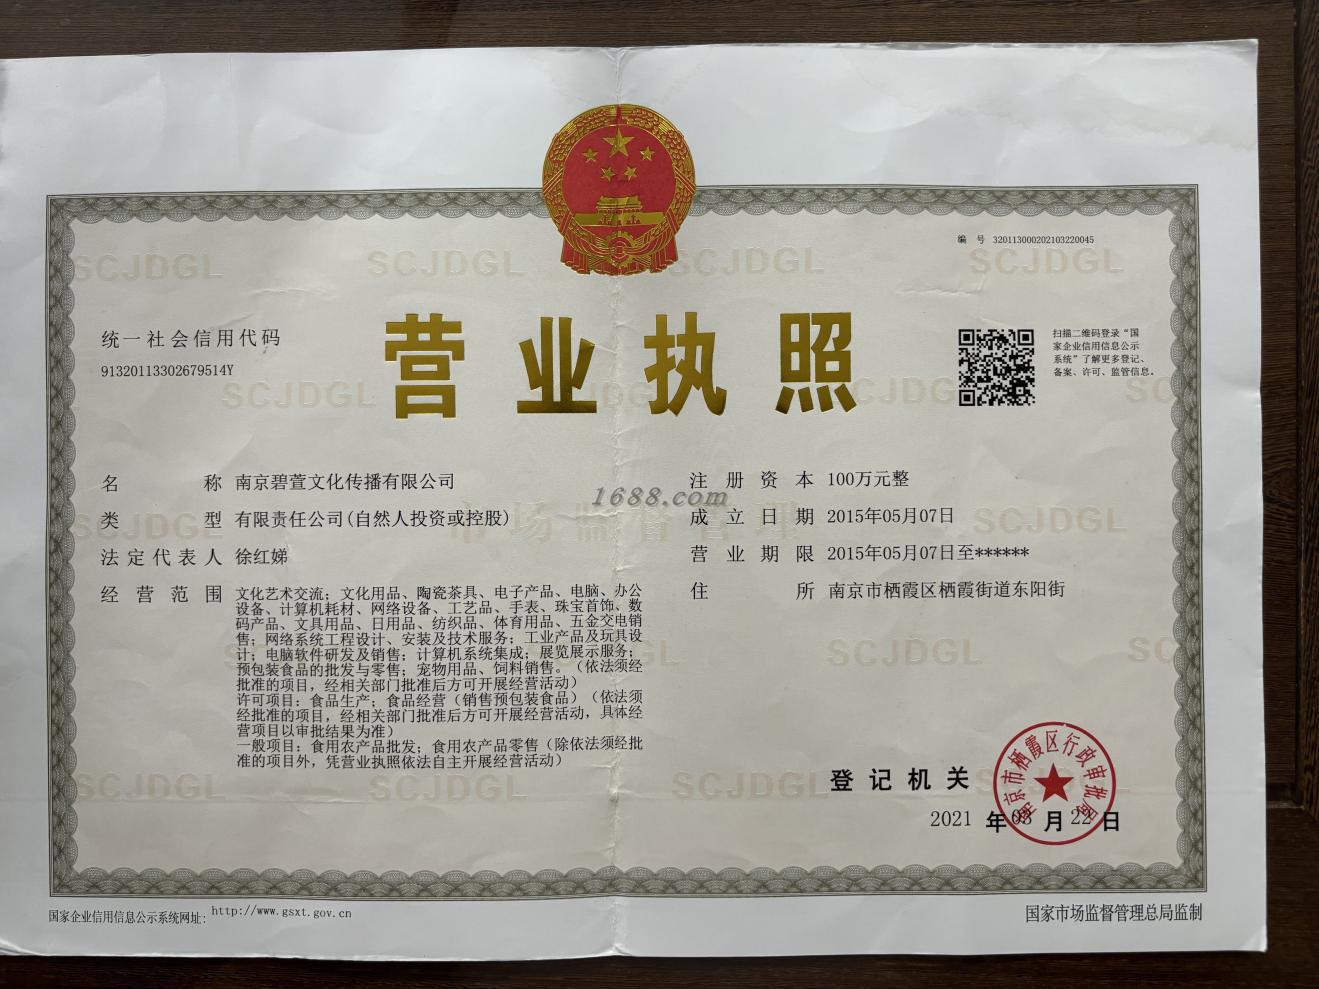 编 号 320113000202103220045
统一社会信用代码
91320113302679514Y
营业执照
扫描二维码登录“国
家企业信用信息公示
系统”了解更多登记、
备案、许可、监管信息。
名 称 南京碧萱文化传播有限公司
类 型 有限责任公司(自然人投资或控股)
法定代表人 徐红娣
经营范围 文化艺术交流；文化用品、陶瓷茶具、电子产品、电脑、办公
设备、计算机耗材、网络设备、工艺品、手表、珠宝首饰、数
码产品、文具用品、日用品、纺织品、体育用品、五金交电销
售；网络系统工程设计、安装及技术服务；工业产品及玩具设
计；电脑软件研发及销售；计算机系统集成；展览展示服务；
预包装食品的批发与零售；宠物用品、饲料销售。（依法须经
批准的项目，经相关部门批准后方可开展经营活动）
许可项目：食品生产；食品经营（销售预包装食品）（依法须
经批准的项目，经相关部门批准后方可开展经营活动，具体经
营项目以审批结果为准）
一般项目：食用农产品批发；食用农产品零售（除依法须经批
准的项目外，凭营业执照依法自主开展经营活动）
注册资本 100万元整
成立日期 2015年05月07日
营业期限 2015年05月07日至******
住 所 南京市栖霞区栖霞街道东阳街
1688.com
市场监督管理
SCJDGL SCJDGL SCJDGL SCJDGL
SCJDGL SCJDGL SCJDGL SC
SCJDGL SCJDGL
SCJDGL SCJDGL SC
SCJDGL SCJDGL SCJDGL
登记机关
南京市栖霞区行政审批局
2021 年 03 月 22 日
国家企业信用信息公示系统网址: http://www.gsxt.gov.cn
国家市场监督管理总局监制